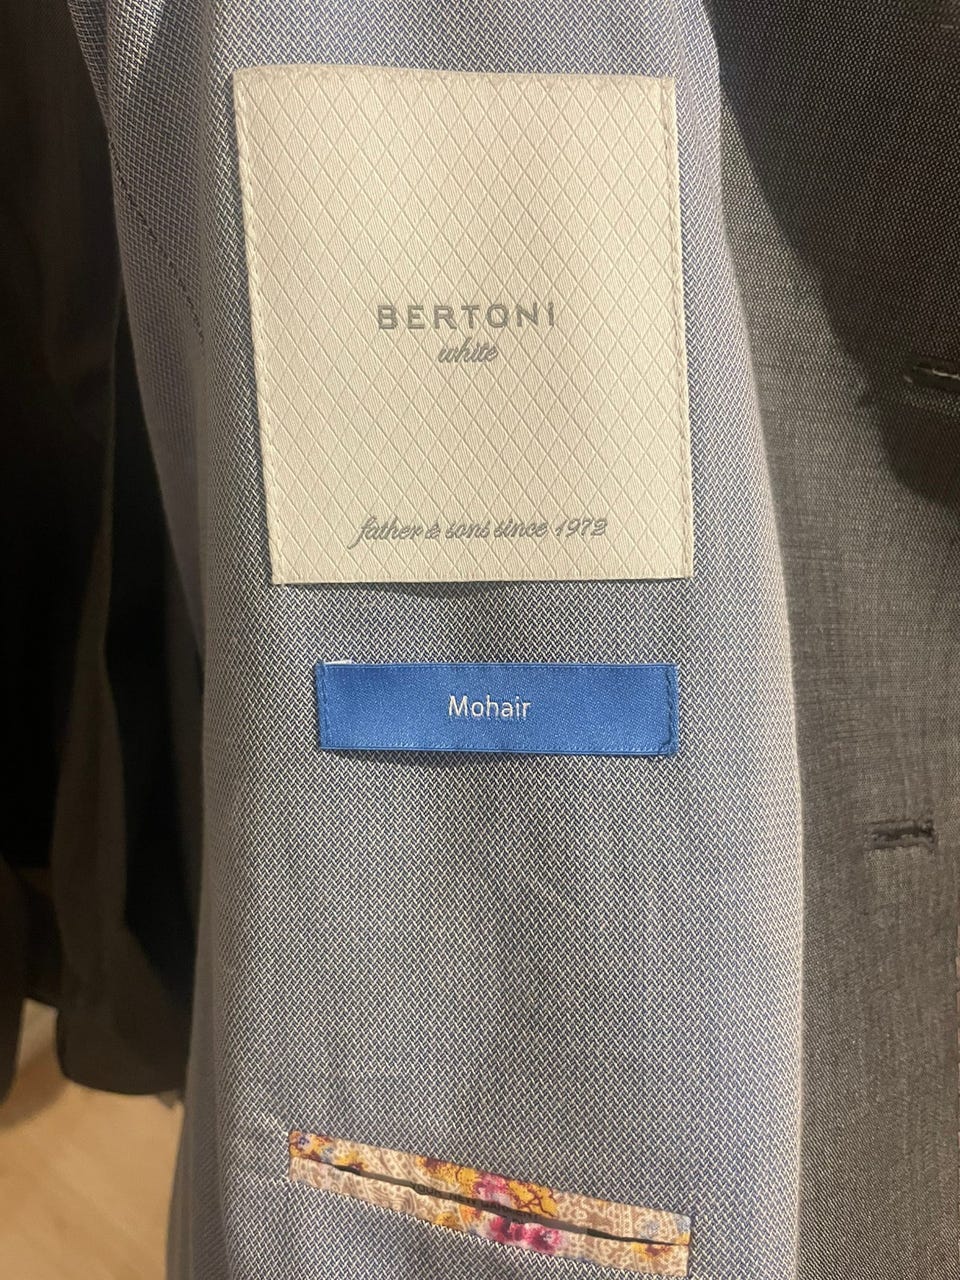 BERTONI
white
father & sons since 1972
Mohair